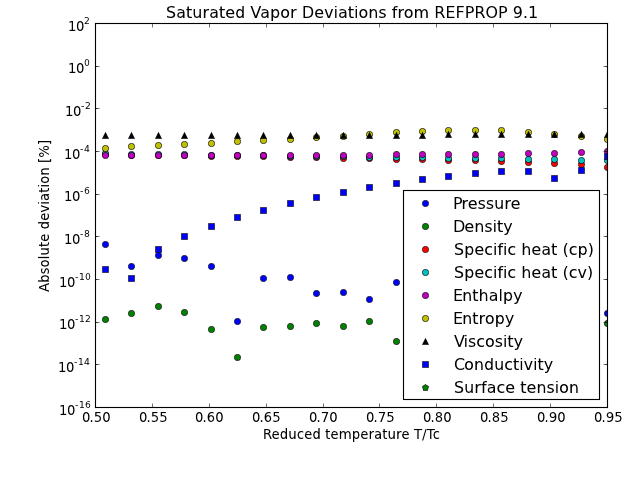 Saturated Vapor Deviations from REFPROP 9.1
10^2
10^0
10^-2
10^-4
10^-6
10^-8
10^-10
10^-12
10^-14
10^-16
Absolute deviation [%]
Pressure
Density
Specific heat (cp)
Specific heat (cv)
Enthalpy
Entropy
Viscosity
Conductivity
Surface tension
0.50 0.55 0.60 0.65 0.70 0.75 0.80 0.85 0.90 0.95
Reduced temperature T/Tc